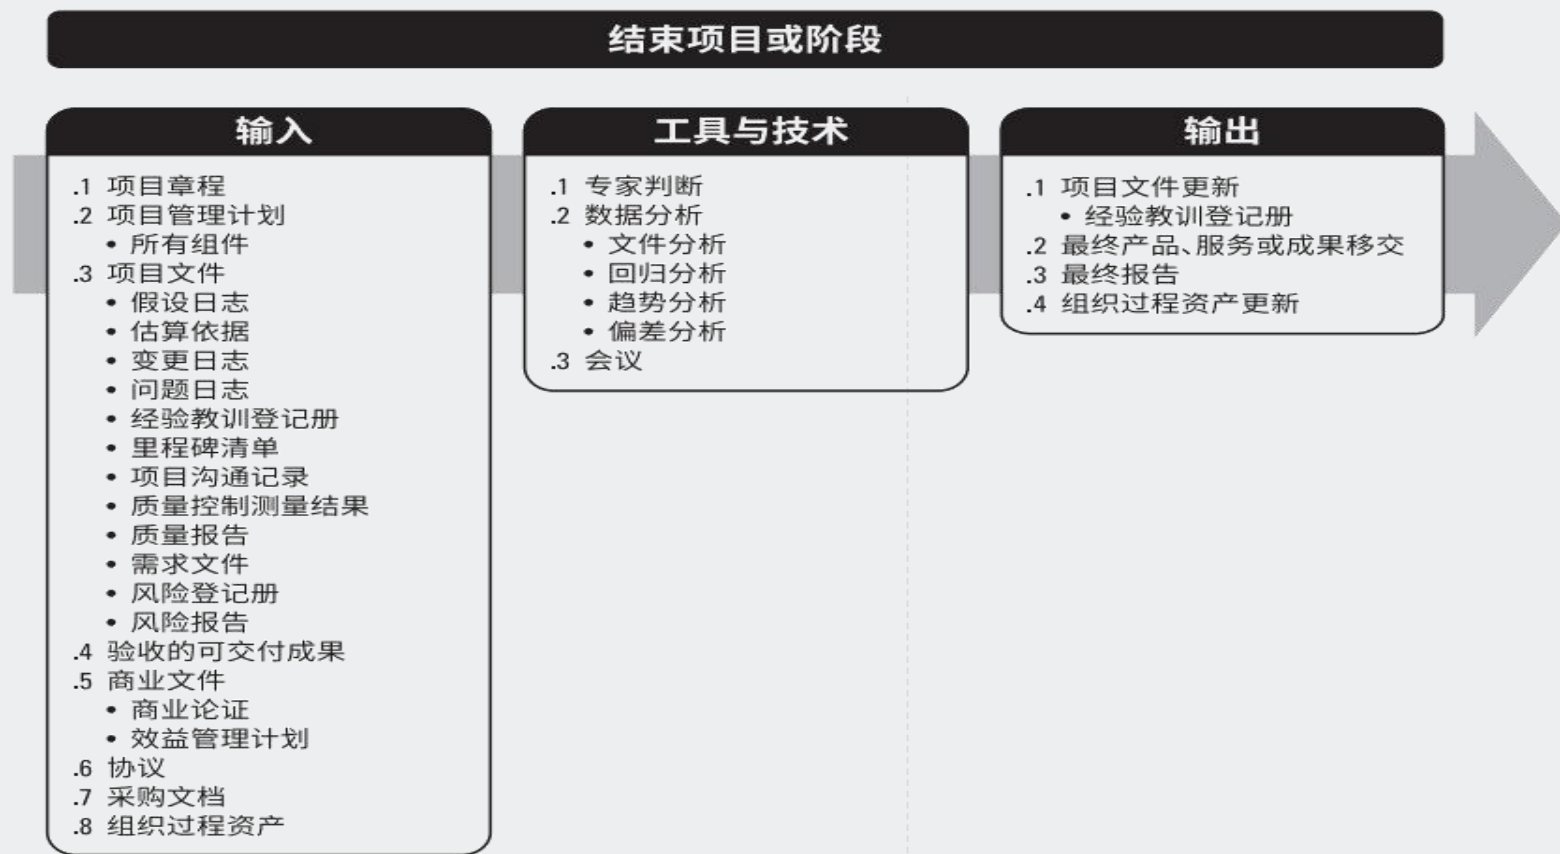 结束项目或阶段
输入
.1 项目章程
.2 项目管理计划
• 所有组件
.3 项目文件
• 假设日志
• 估算依据
• 变更日志
• 问题日志
• 经验教训登记册
• 里程碑清单
• 项目沟通记录
• 质量控制测量结果
• 质量报告
• 需求文件
• 风险登记册
• 风险报告
.4 验收的可交付成果
.5 商业文件
• 商业论证
• 效益管理计划
.6 协议
.7 采购文档
.8 组织过程资产
工具与技术
.1 专家判断
.2 数据分析
• 文件分析
• 回归分析
• 趋势分析
• 偏差分析
.3 会议
输出
.1 项目文件更新
• 经验教训登记册
.2 最终产品、服务或成果移交
.3 最终报告
.4 组织过程资产更新